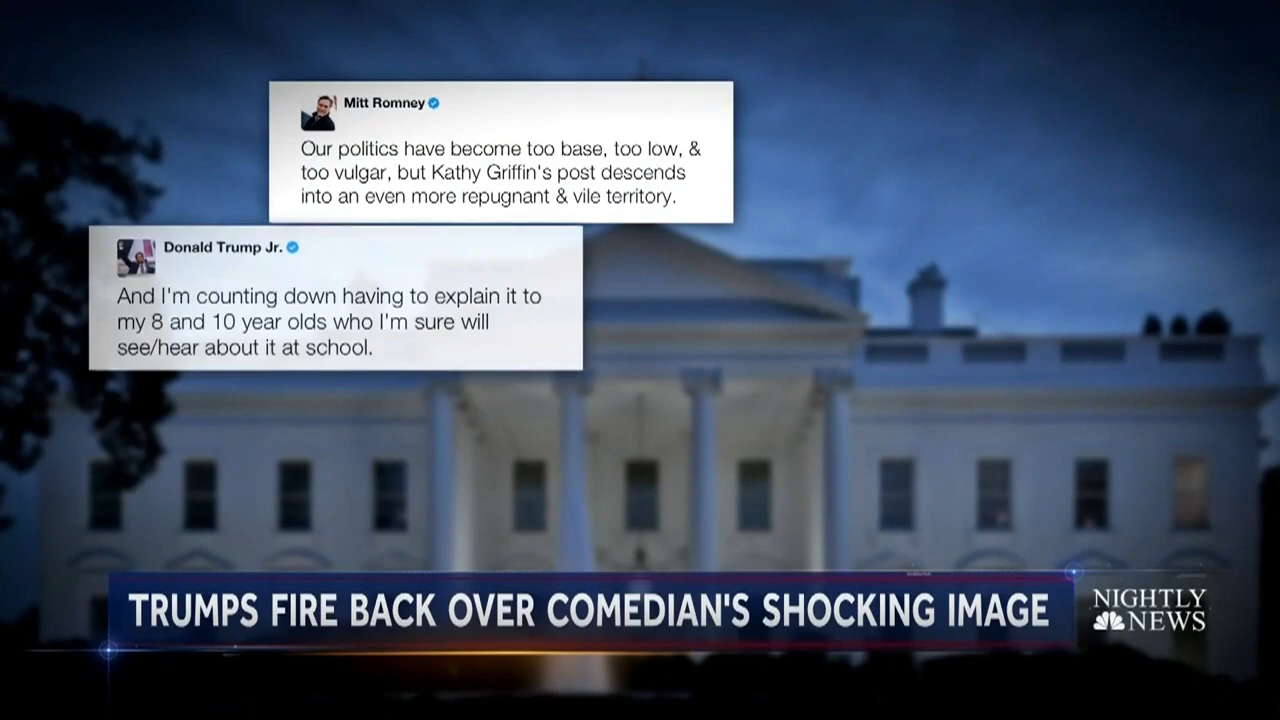 Mitt Romney
Our politics have become too base, too low, &
too vulgar, but Kathy Griffin's post descends
into an even more repugnant & vile territory.
Donald Trump Jr.
And I'm counting down having to explain it to
my 8 and 10 year olds who I'm sure will
see/hear about it at school.
TRUMPS FIRE BACK OVER COMEDIAN'S SHOCKING IMAGE
NIGHTLY
NEWS